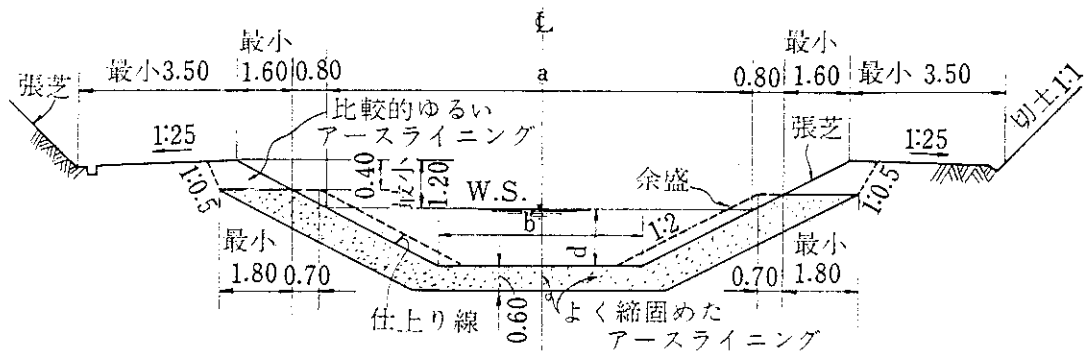 ℄
最小
最小
最小3.50
1.60
0.80
a
0.80
1.60
最小 3.50
張芝
比較的ゆるい
アースライニング
張芝
切土 1:1
1:25
1:25
0.40
最小
1.20
W.S.
余盛
1:0.5
1:0.5
b
1:2
d
最小
1.80
0.70
最小
0.70
1.80
仕上り線
0.60
よく締固めた
アースライニング